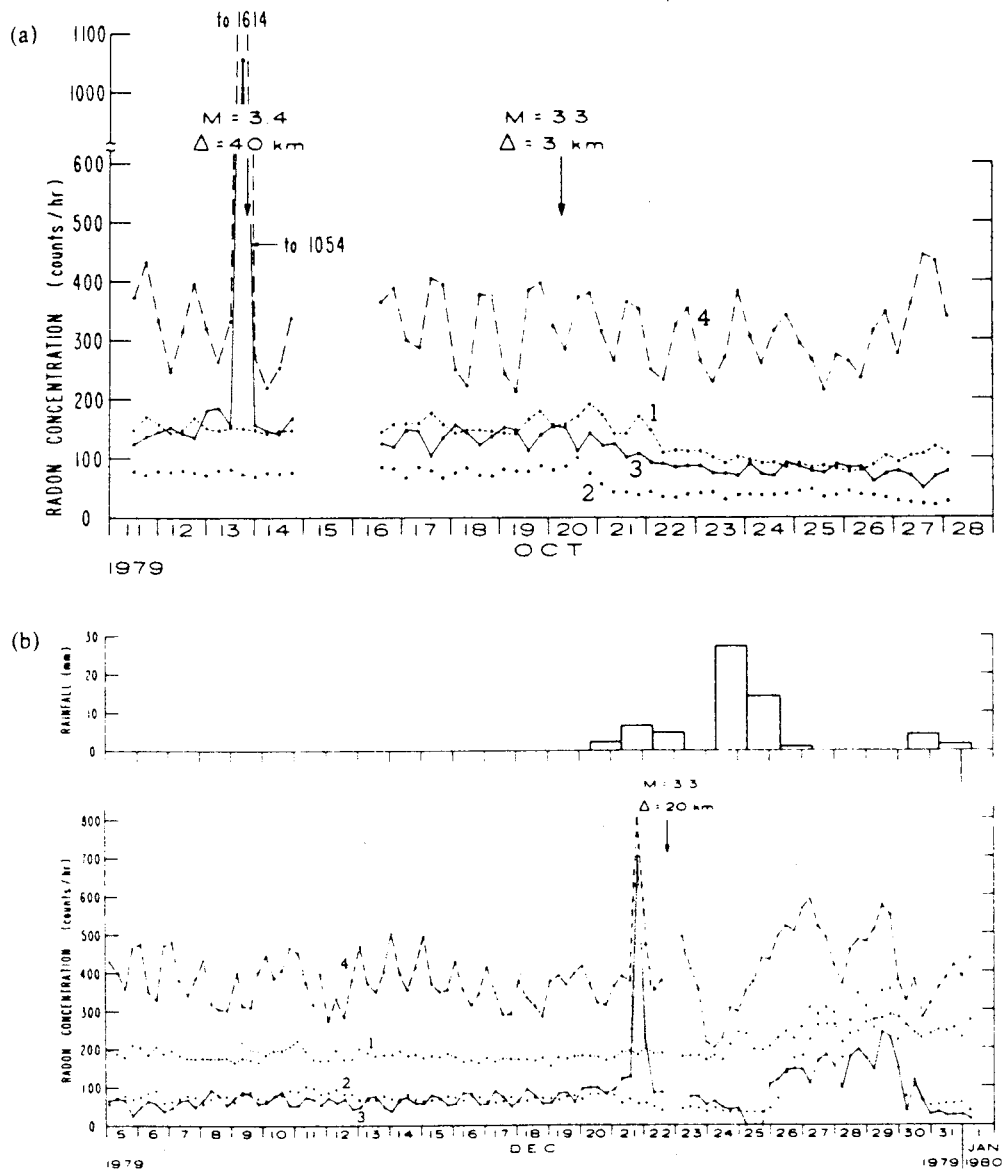 (a)
to 1614
1100
1000
M = 3.4
Δ = 40 km
M = 3 3
Δ = 3 km
600
500
to 1054
400
300
200
100
0
RADON CONCENTRATION (counts/hr)
4
1
3
2
11 12 13 14 15 16 17 18 19 20 21 22 23 24 25 26 27 28
OCT
1979
(b)
30
20
10
0
RAINFALL (mm)
M = 3 3
Δ = 20 km
800
700
600
500
400
300
200
100
0
RADON CONCENTRATION (counts/hr)
4
1
2
3
5 6 7 8 9 10 11 12 13 14 15 16 17 18 19 20 21 22 23 24 25 26 27 28 29 30 31 1
DEC
JAN
1979
1979 1980